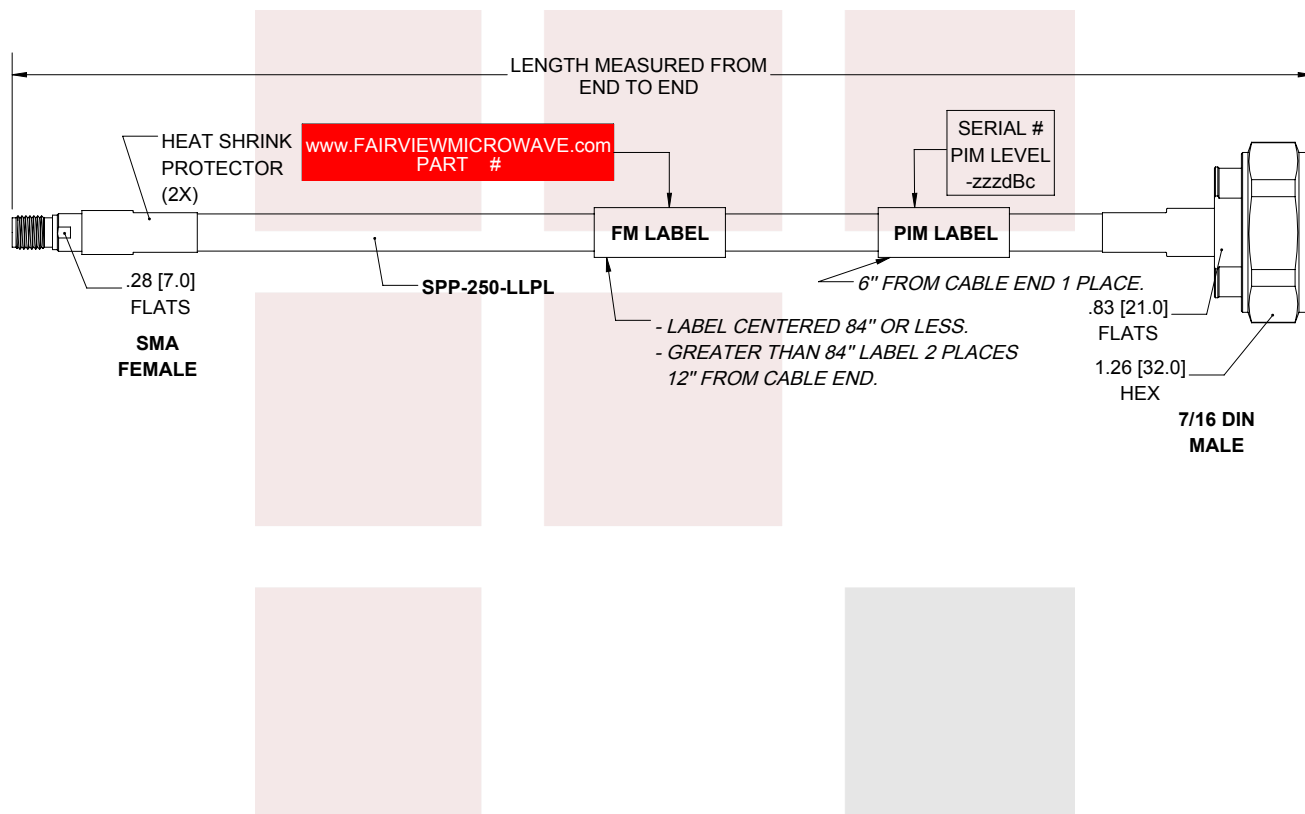 LENGTH MEASURED FROM
END TO END
HEAT SHRINK
PROTECTOR
(2X)
www.FAIRVIEWMICROWAVE.com
PART #
SERIAL #
PIM LEVEL
-zzzdBc
FM LABEL
PIM LABEL
.28 [7.0]
FLATS
SMA
FEMALE
SPP-250-LLPL
6" FROM CABLE END 1 PLACE.
- LABEL CENTERED 84" OR LESS.
- GREATER THAN 84" LABEL 2 PLACES
12" FROM CABLE END.
.83 [21.0]
FLATS
1.26 [32.0]
HEX
7/16 DIN
MALE